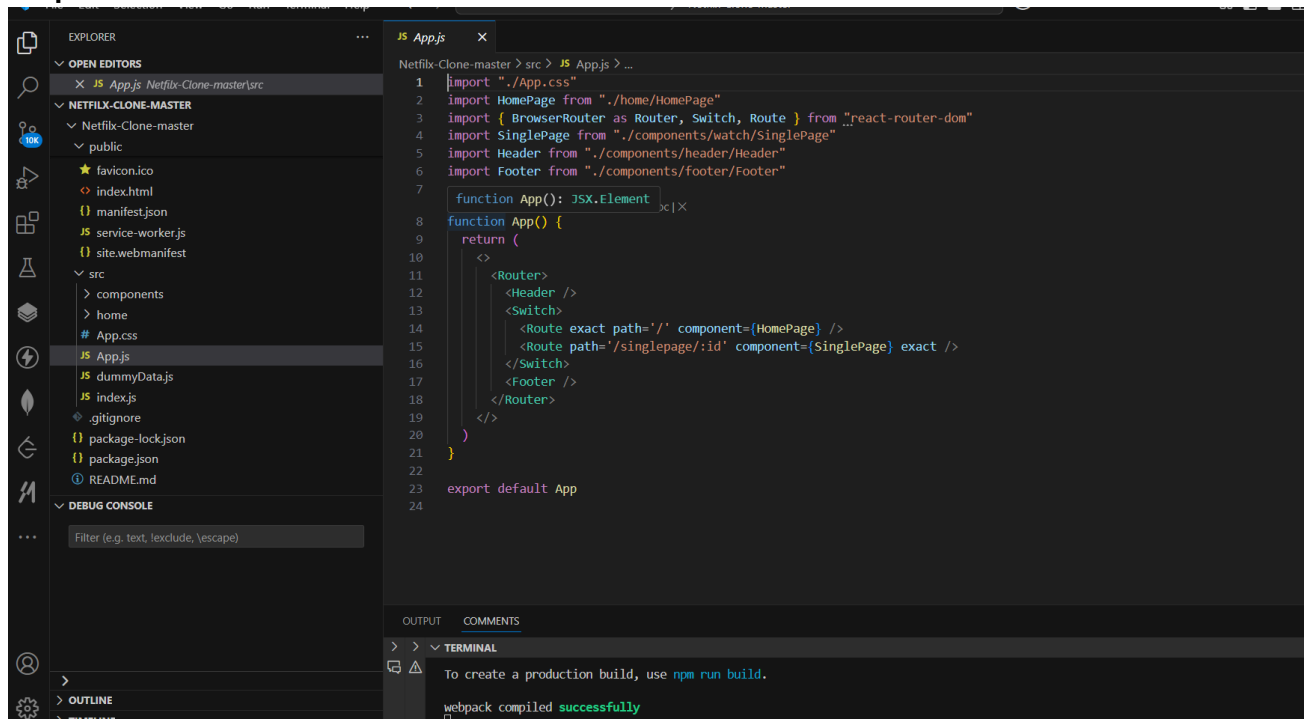 EXPLORER
OPEN EDITORS
JS App.js Netfilx-Clone-master\src
NETFILX-CLONE-MASTER
Netfilx-Clone-master
public
favicon.ico
index.html
{} manifest.json
JS service-worker.js
{} site.webmanifest
src
components
home
# App.css
JS App.js
JS dummyData.js
JS index.js
.gitignore
{} package-lock.json
{} package.json
README.md
DEBUG CONSOLE
Filter (e.g. text, !exclude, \escape)
OUTLINE
10K
JS App.js
Netfilx-Clone-master > src > JS App.js > ...
1 import "./App.css"
2 import HomePage from "./home/HomePage"
3 import { BrowserRouter as Router, Switch, Route } from "react-router-dom"
4 import SinglePage from "./components/watch/SinglePage"
5 import Header from "./components/header/Header"
6 import Footer from "./components/footer/Footer"
7
function App(): JSX.Element
8 function App() {
9 return (
10 <>
11 <Router>
12 <Header />
13 <Switch>
14 <Route exact path='/' component={HomePage} />
15 <Route path='/singlepage/:id' component={SinglePage} exact />
16 </Switch>
17 <Footer />
18 </Router>
19 </>
20 )
21 }
22
23 export default App
24
OUTPUT COMMENTS
TERMINAL
To create a production build, use npm run build.
webpack compiled successfully